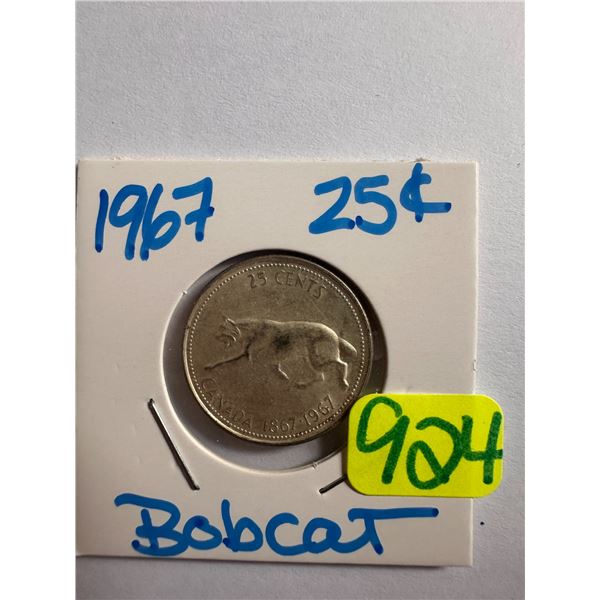 1967 25¢
25 CENTS
CANADA 1867·1967
924
Bobcat